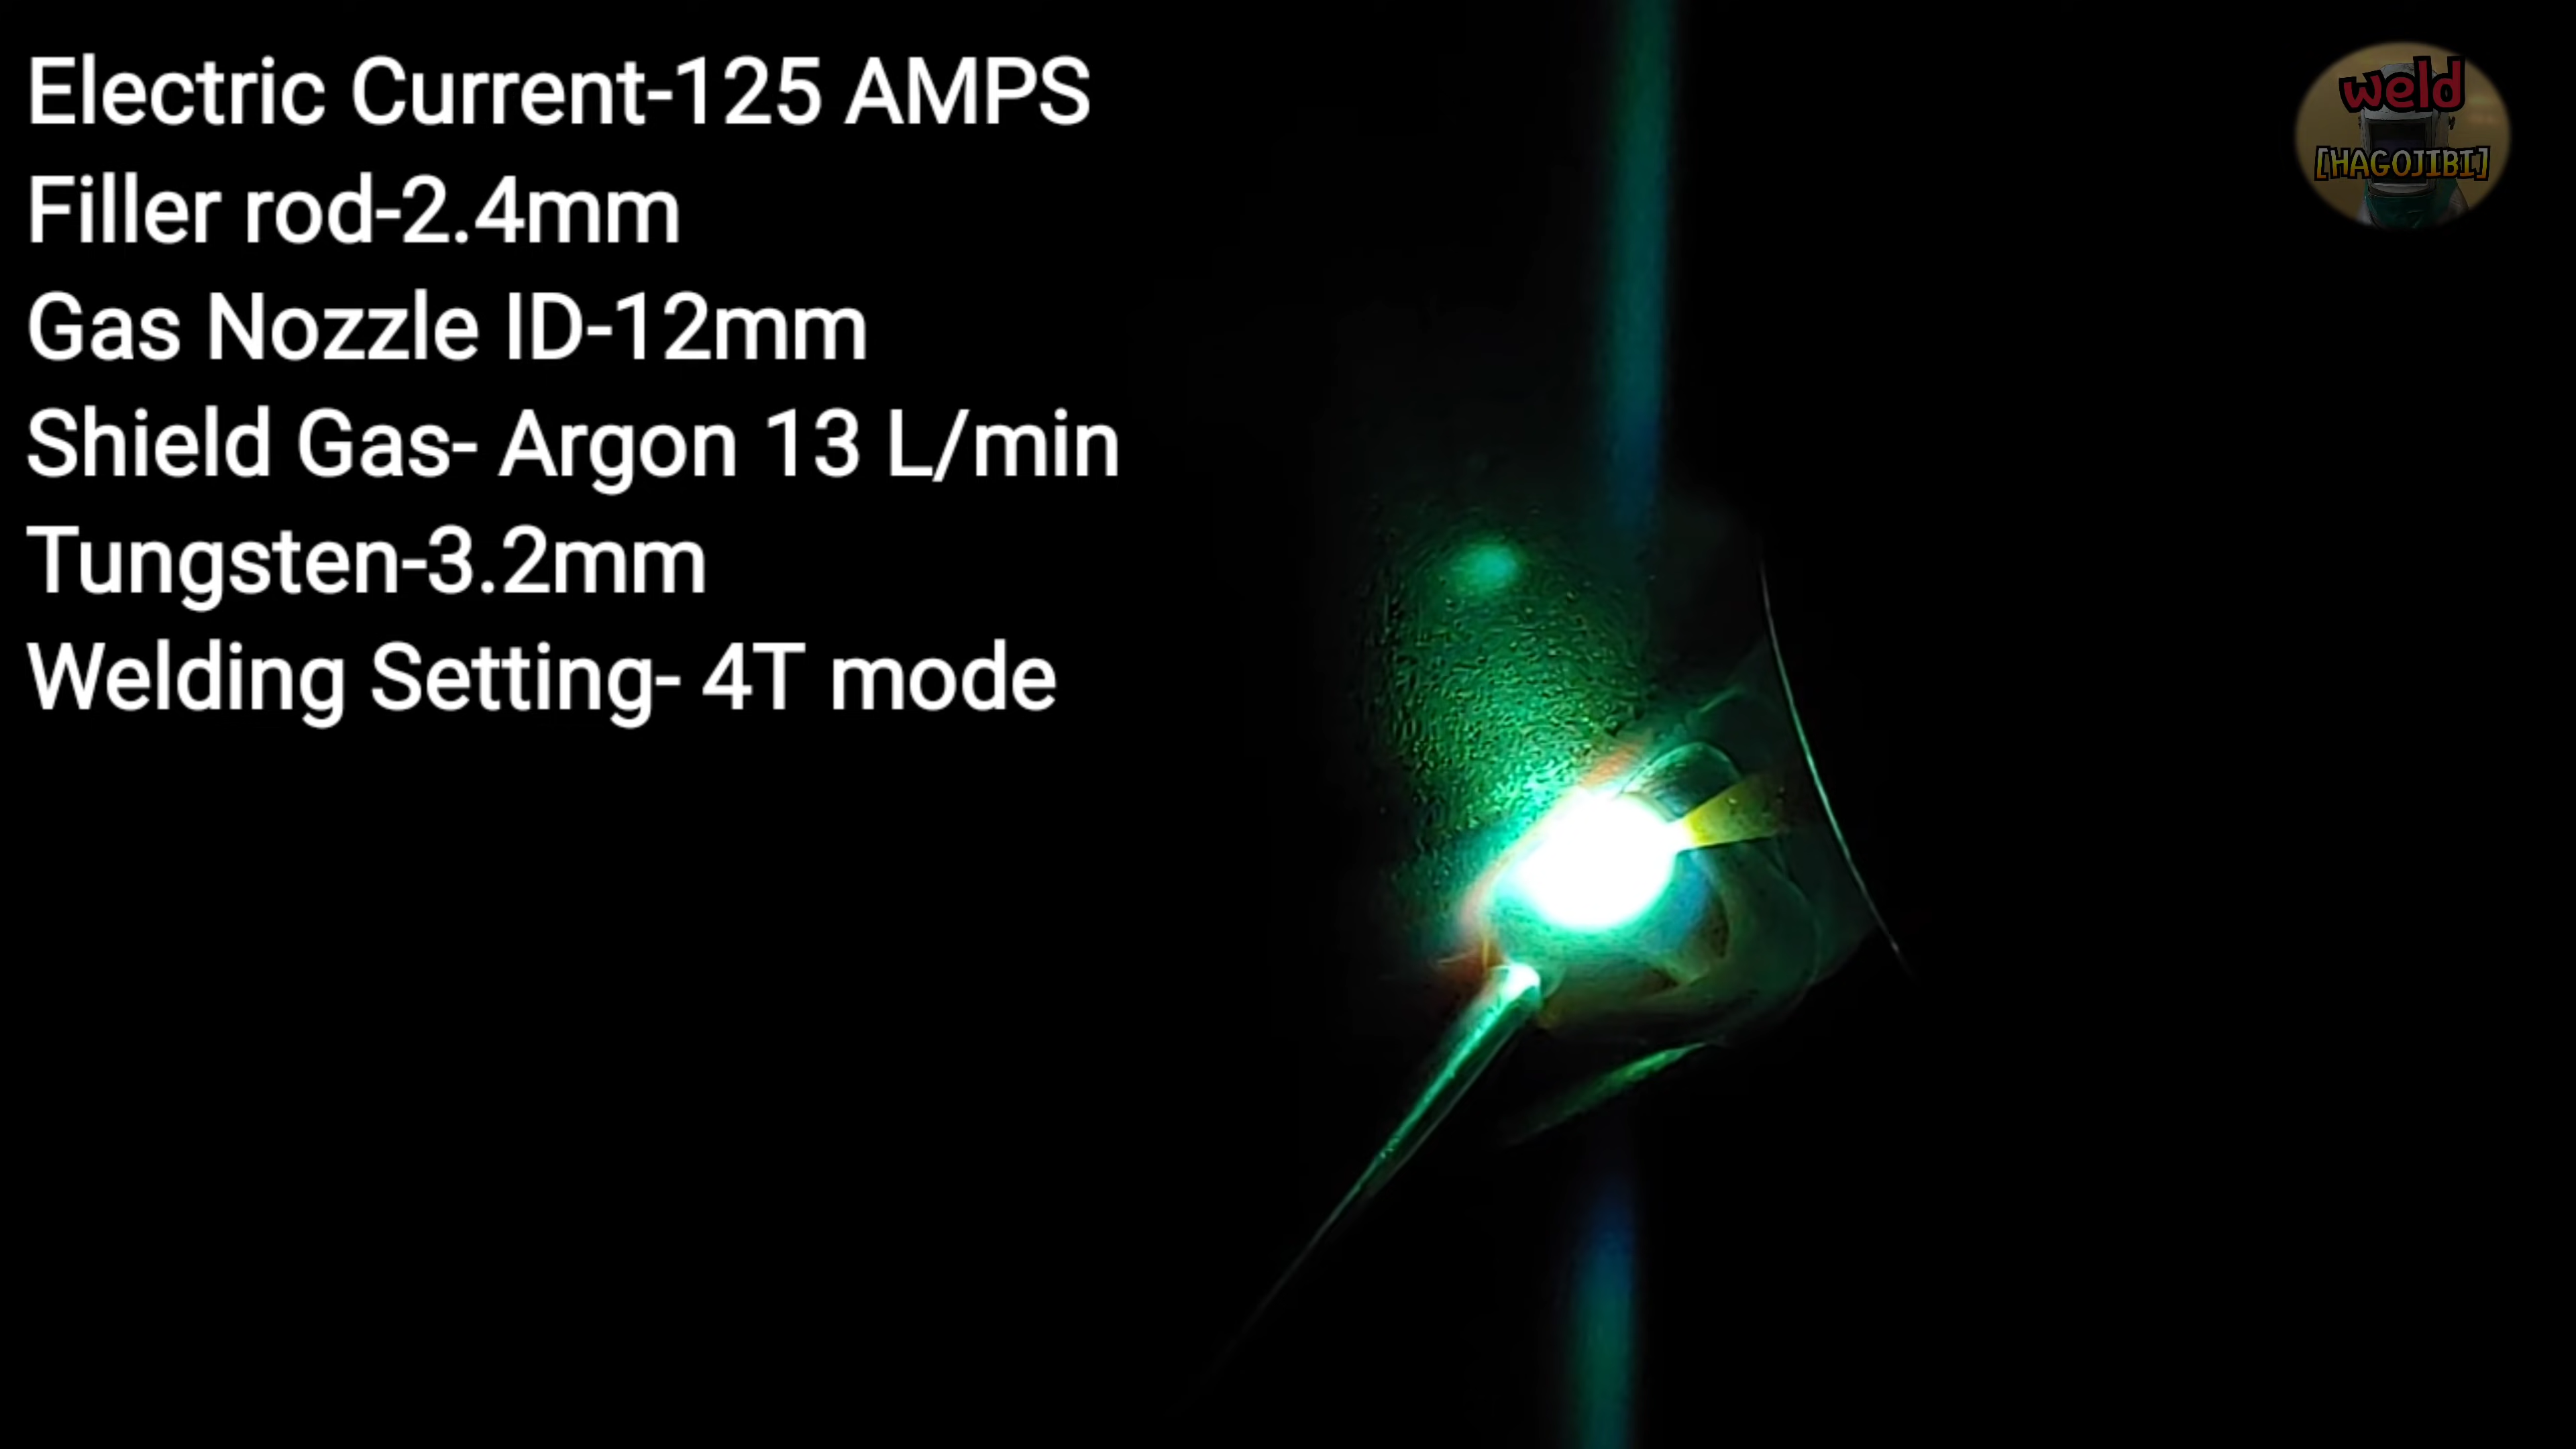 Electric Current-125 AMPS
Filler rod-2.4mm
Gas Nozzle ID-12mm
Shield Gas- Argon 13 L/min
Tungsten-3.2mm
Welding Setting- 4T mode
weld
[HAGOJIBI]